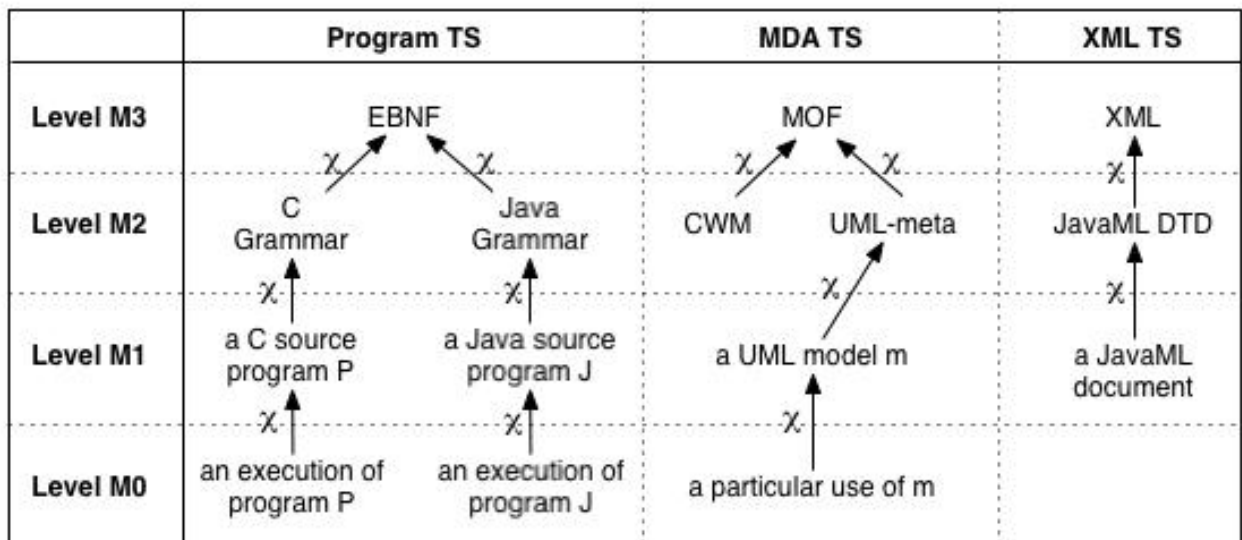 Program TS MDA TS XML TS
Level M3 EBNF MOF XML
χ χ χ χ χ
Level M2 C Grammar Java Grammar CWM UML-meta JavaML DTD
χ χ χ χ
Level M1 a C source program P a Java source program J a UML model m a JavaML document
χ χ χ
Level M0 an execution of program P an execution of program J a particular use of m